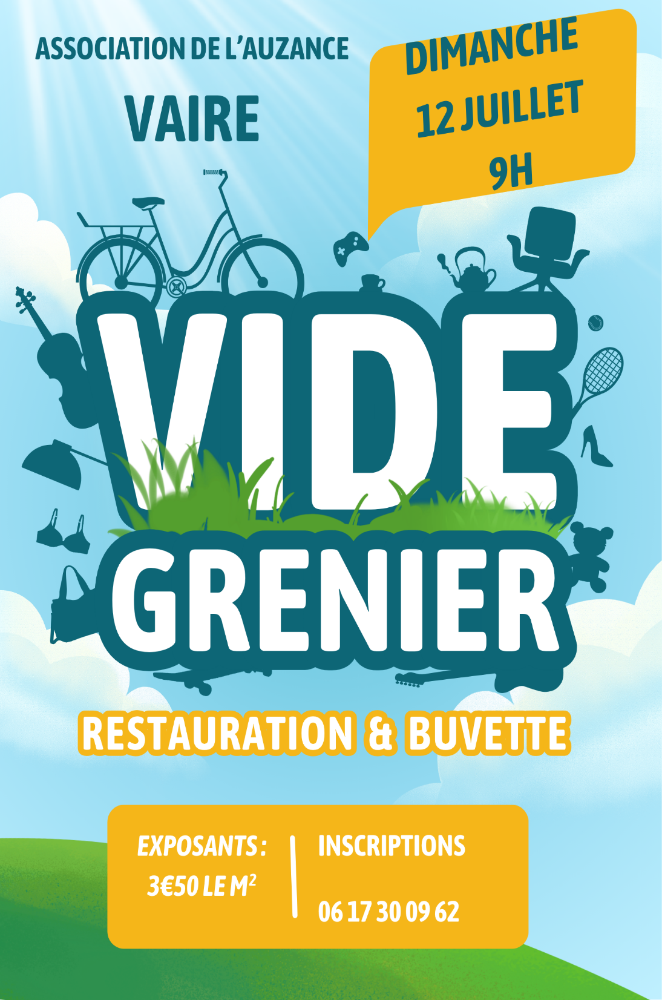 ASSOCIATION DE L'AUZANCE
VAIRE
DIMANCHE
12 JUILLET
9H
VIDE
GRENIER
RESTAURATION & BUVETTE
EXPOSANTS :
3€50 LE M²
INSCRIPTIONS
06 17 30 09 62